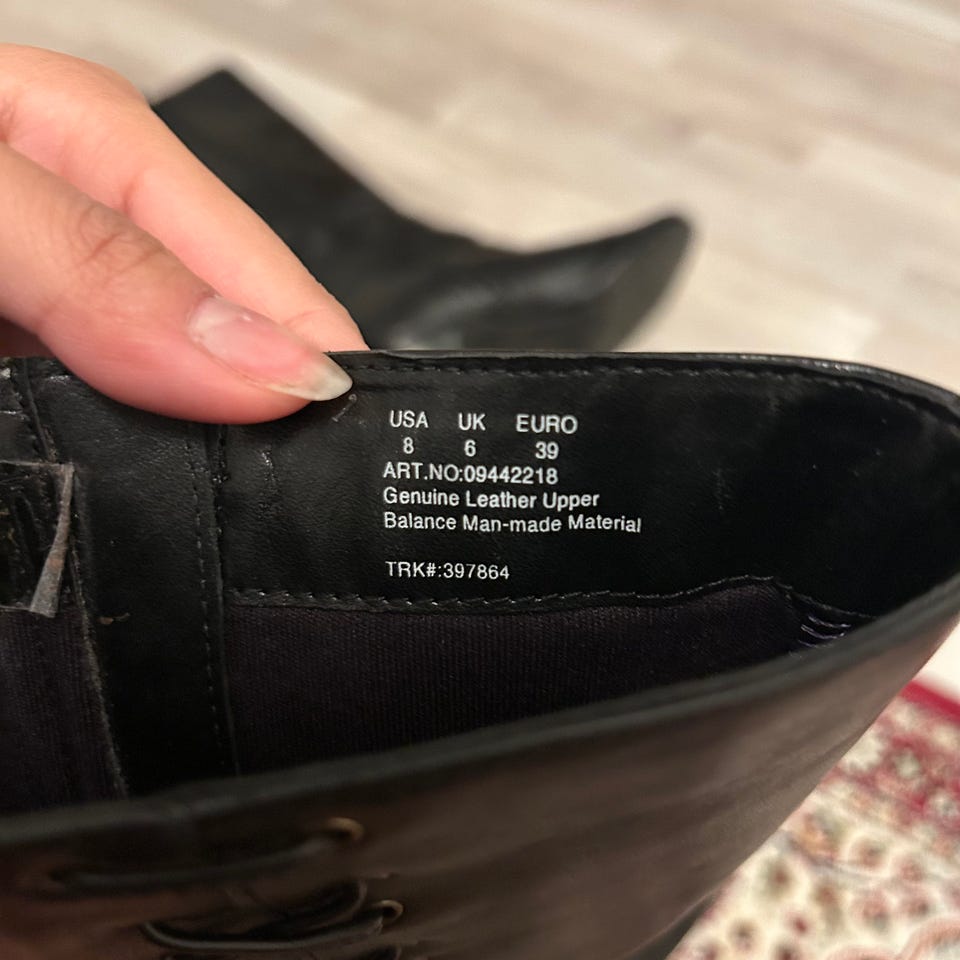 USA UK EURO
8 6 39
ART.NO:09442218
Genuine Leather Upper
Balance Man-made Material
TRK#:397864